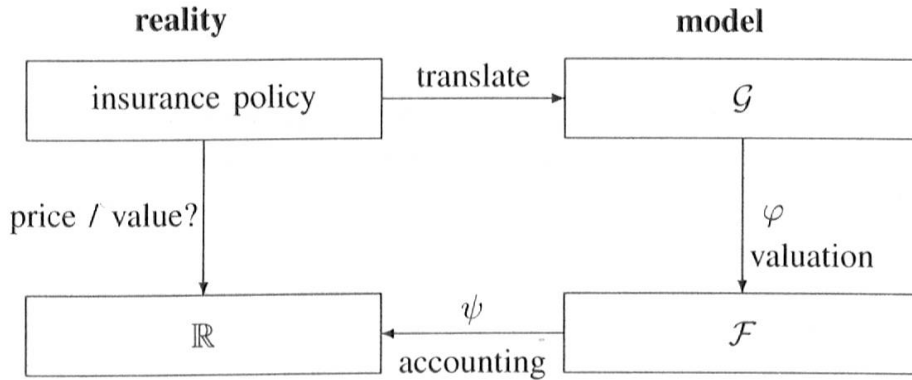 reality model
insurance policy translate 𝒢
price / value? φ
valuation
ℝ ψ ℱ
accounting